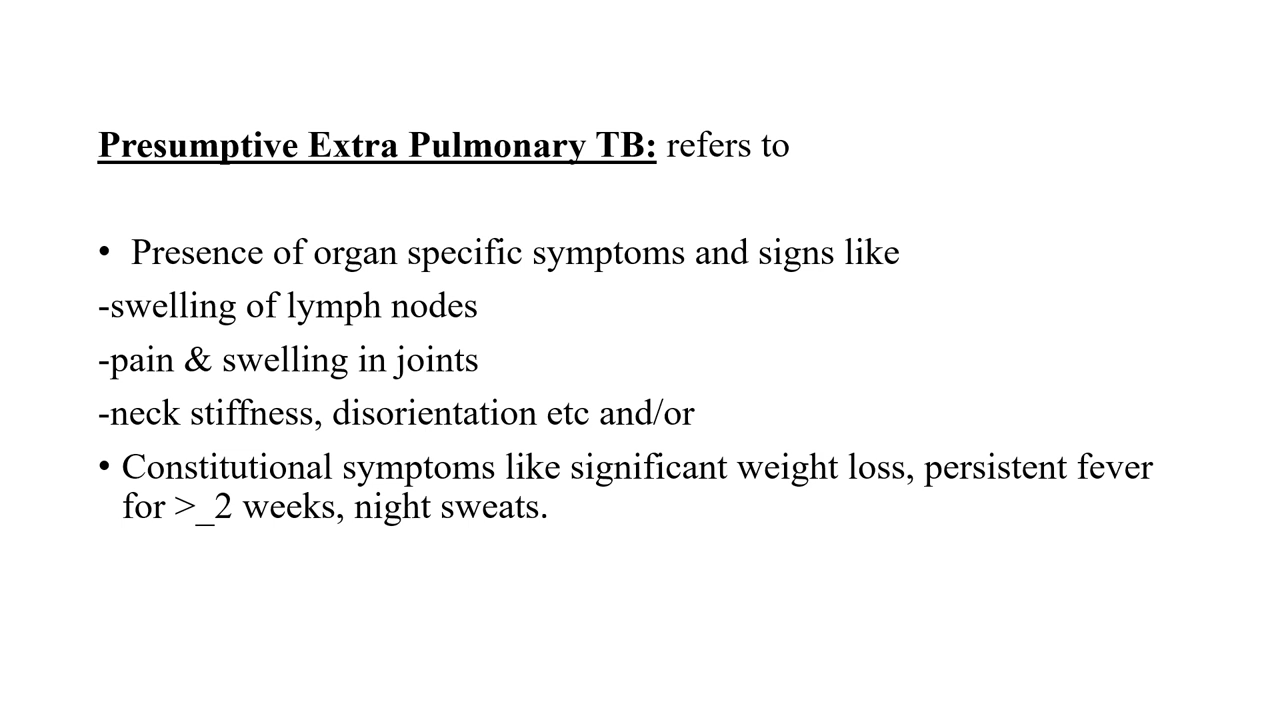 Presumptive Extra Pulmonary TB: refers to
• Presence of organ specific symptoms and signs like
-swelling of lymph nodes
-pain & swelling in joints
-neck stiffness, disorientation etc and/or
• Constitutional symptoms like significant weight loss, persistent fever
for >_2 weeks, night sweats.